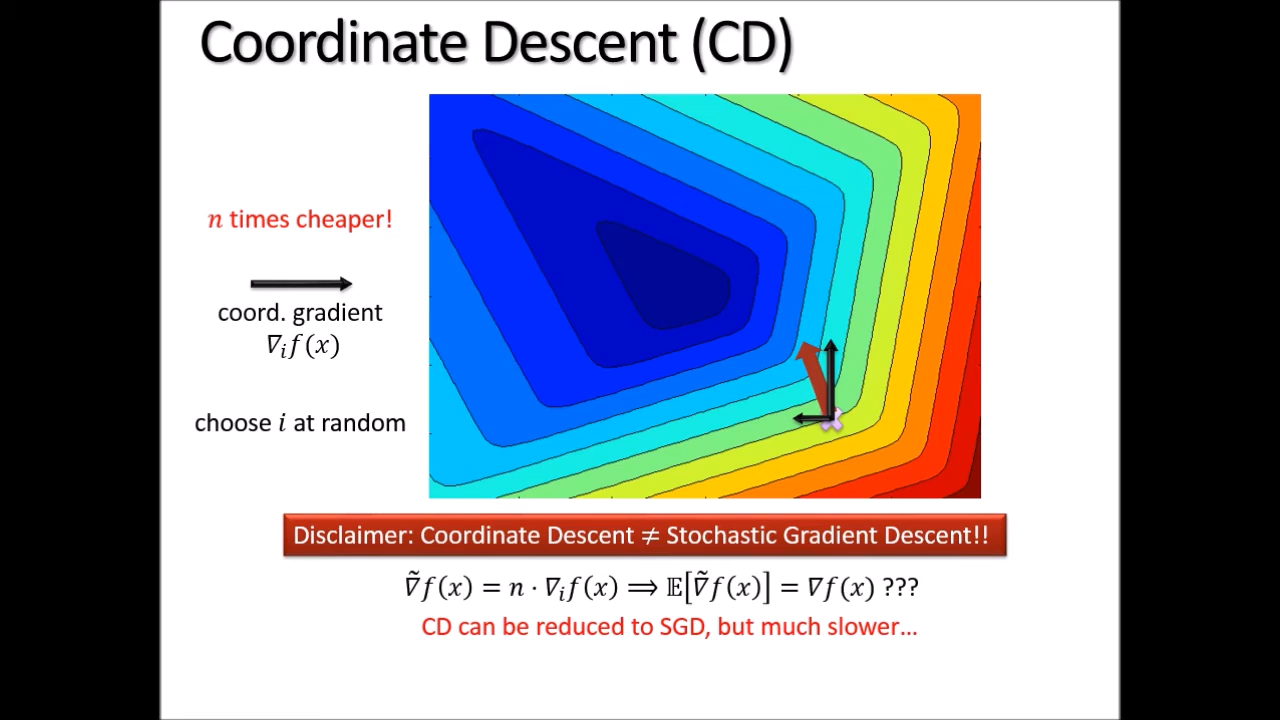 Coordinate Descent (CD)
n times cheaper!
coord. gradient
∇ᵢf(x)
choose i at random
Disclaimer: Coordinate Descent ≠ Stochastic Gradient Descent!!
∇̃f(x) = n · ∇ᵢf(x) ⟹ 𝔼[∇̃f(x)] = ∇f(x) ???
CD can be reduced to SGD, but much slower…